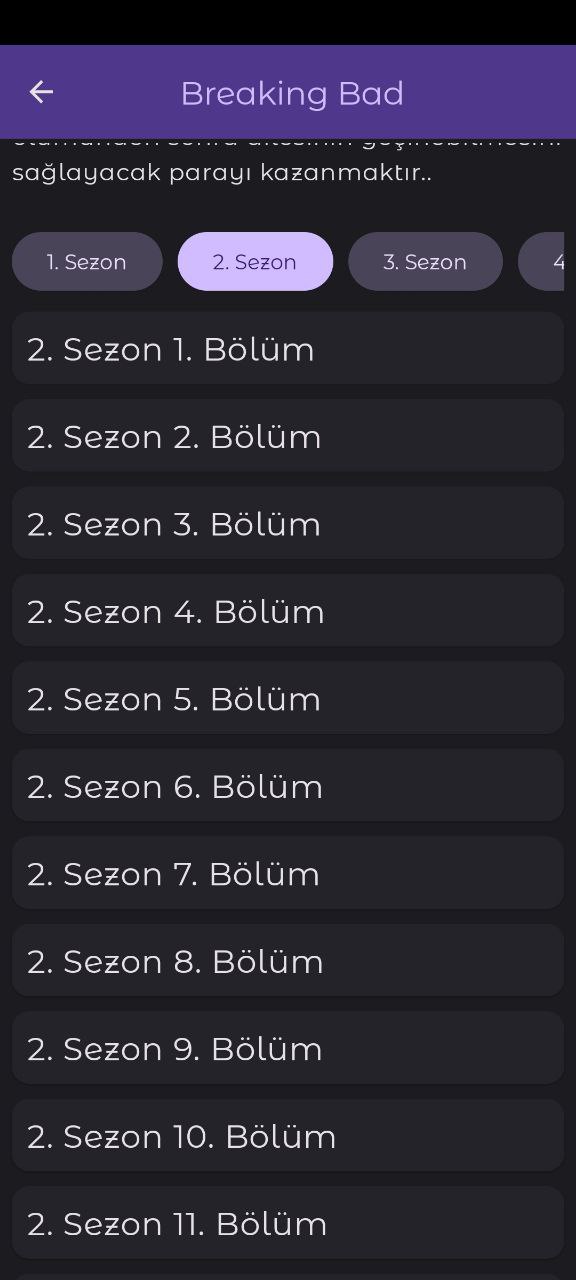 Breaking Bad
sağlayacak parayı kazanmaktır..
1. Sezon 2. Sezon 3. Sezon 4
2. Sezon 1. Bölüm
2. Sezon 2. Bölüm
2. Sezon 3. Bölüm
2. Sezon 4. Bölüm
2. Sezon 5. Bölüm
2. Sezon 6. Bölüm
2. Sezon 7. Bölüm
2. Sezon 8. Bölüm
2. Sezon 9. Bölüm
2. Sezon 10. Bölüm
2. Sezon 11. Bölüm